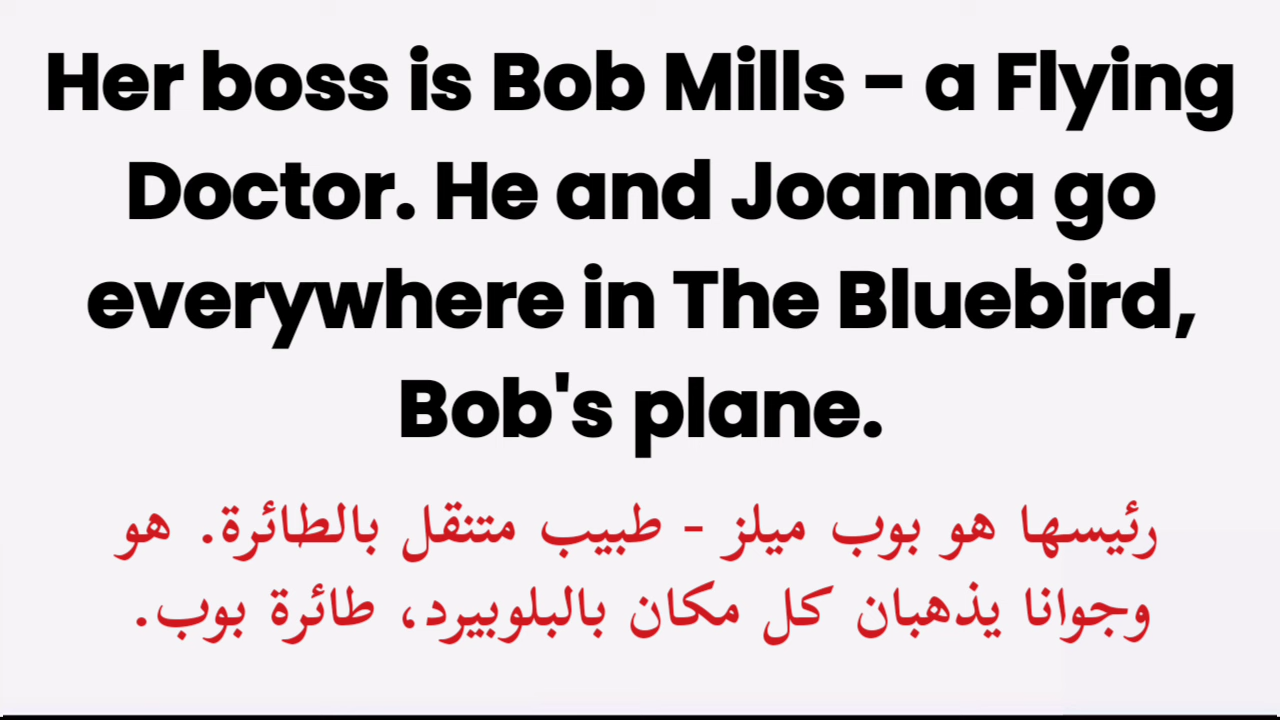 Her boss is Bob Mills - a Flying
Doctor. He and Joanna go
everywhere in The Bluebird,
Bob's plane.
رئيسها هو بوب ميلز - طبيب متنقل بالطائرة. هو
وجوانا يذهبان كل مكان بالبلوبيرد، طائرة بوب.